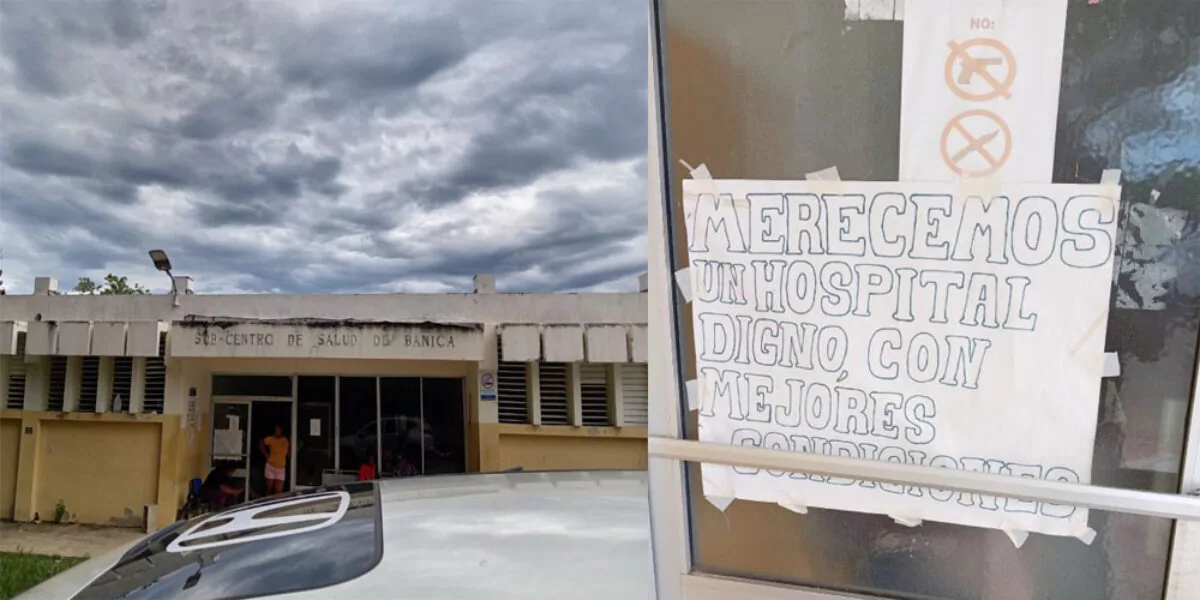 SUB-CENTRO DE SALUD DE BANICA
NO:
MERECEMOS
UN HOSPITAL
DIGNO, CON
MEJORES
CONDICIONES